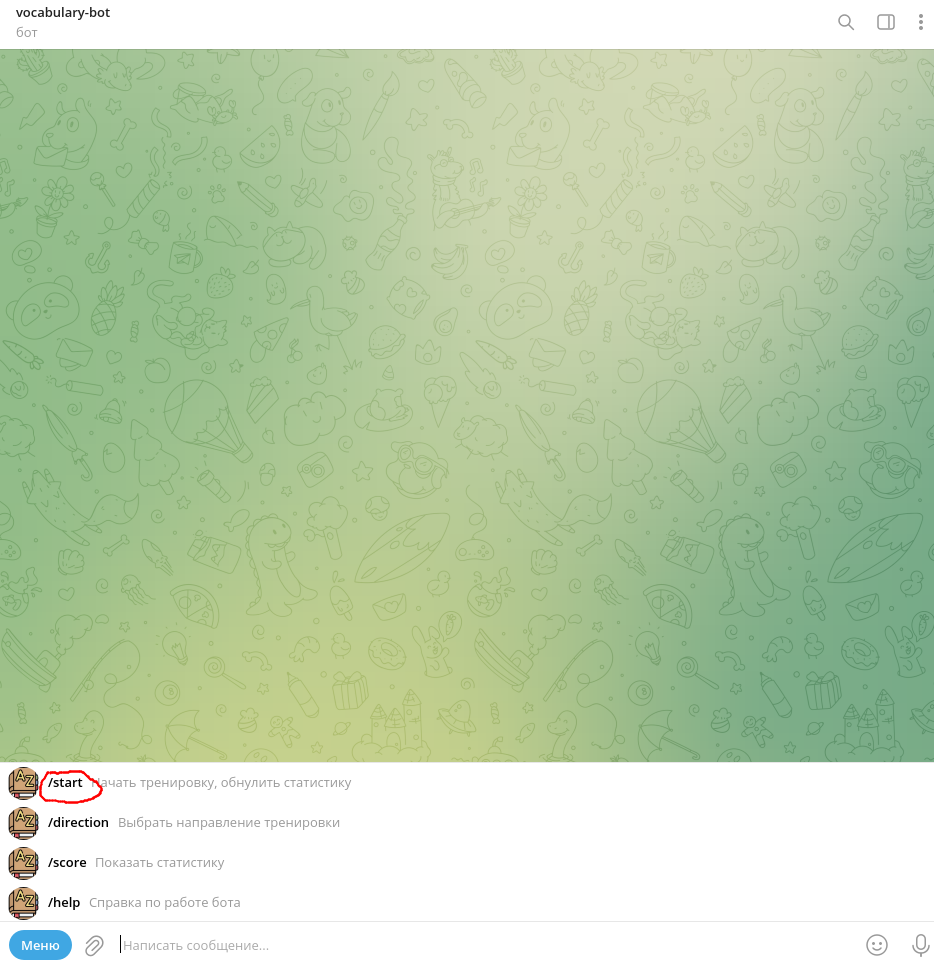 vocabulary-bot
бот
/start Начать тренировку, обнулить статистику
/direction Выбрать направление тренировки
/score Показать статистику
/help Справка по работе бота
Меню
Написать сообщение...